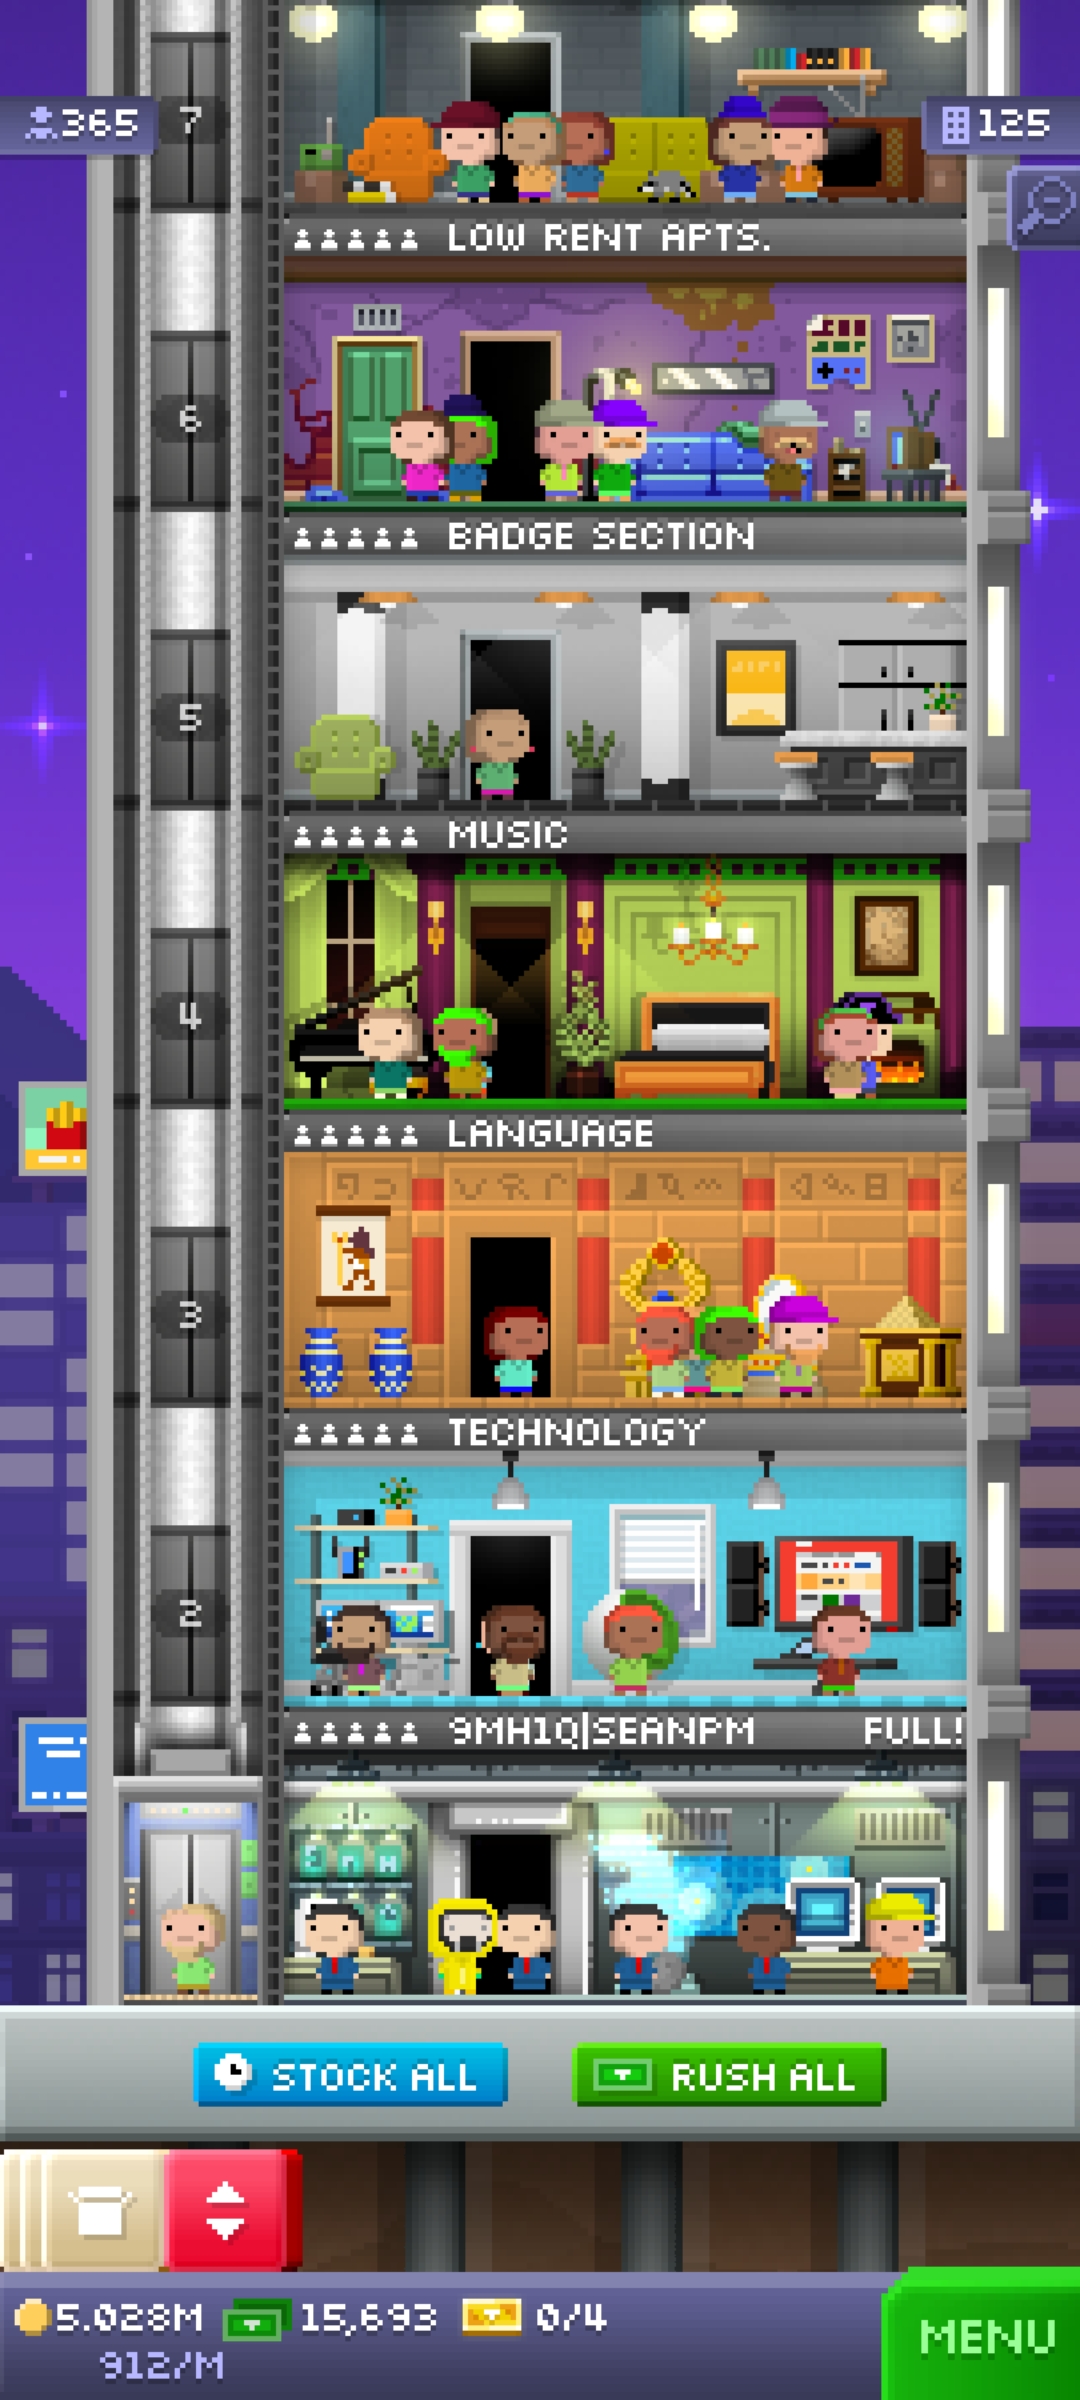 365
7
125
LOW RENT APTS.
6
BADGE SECTION
5
MUSIC
4
LANGUAGE
3
TECHNOLOGY
2
9MH1Q|SEANPM FULL!
STOCK ALL
RUSH ALL
5.028M 15,693 0/4
912/M
MENU